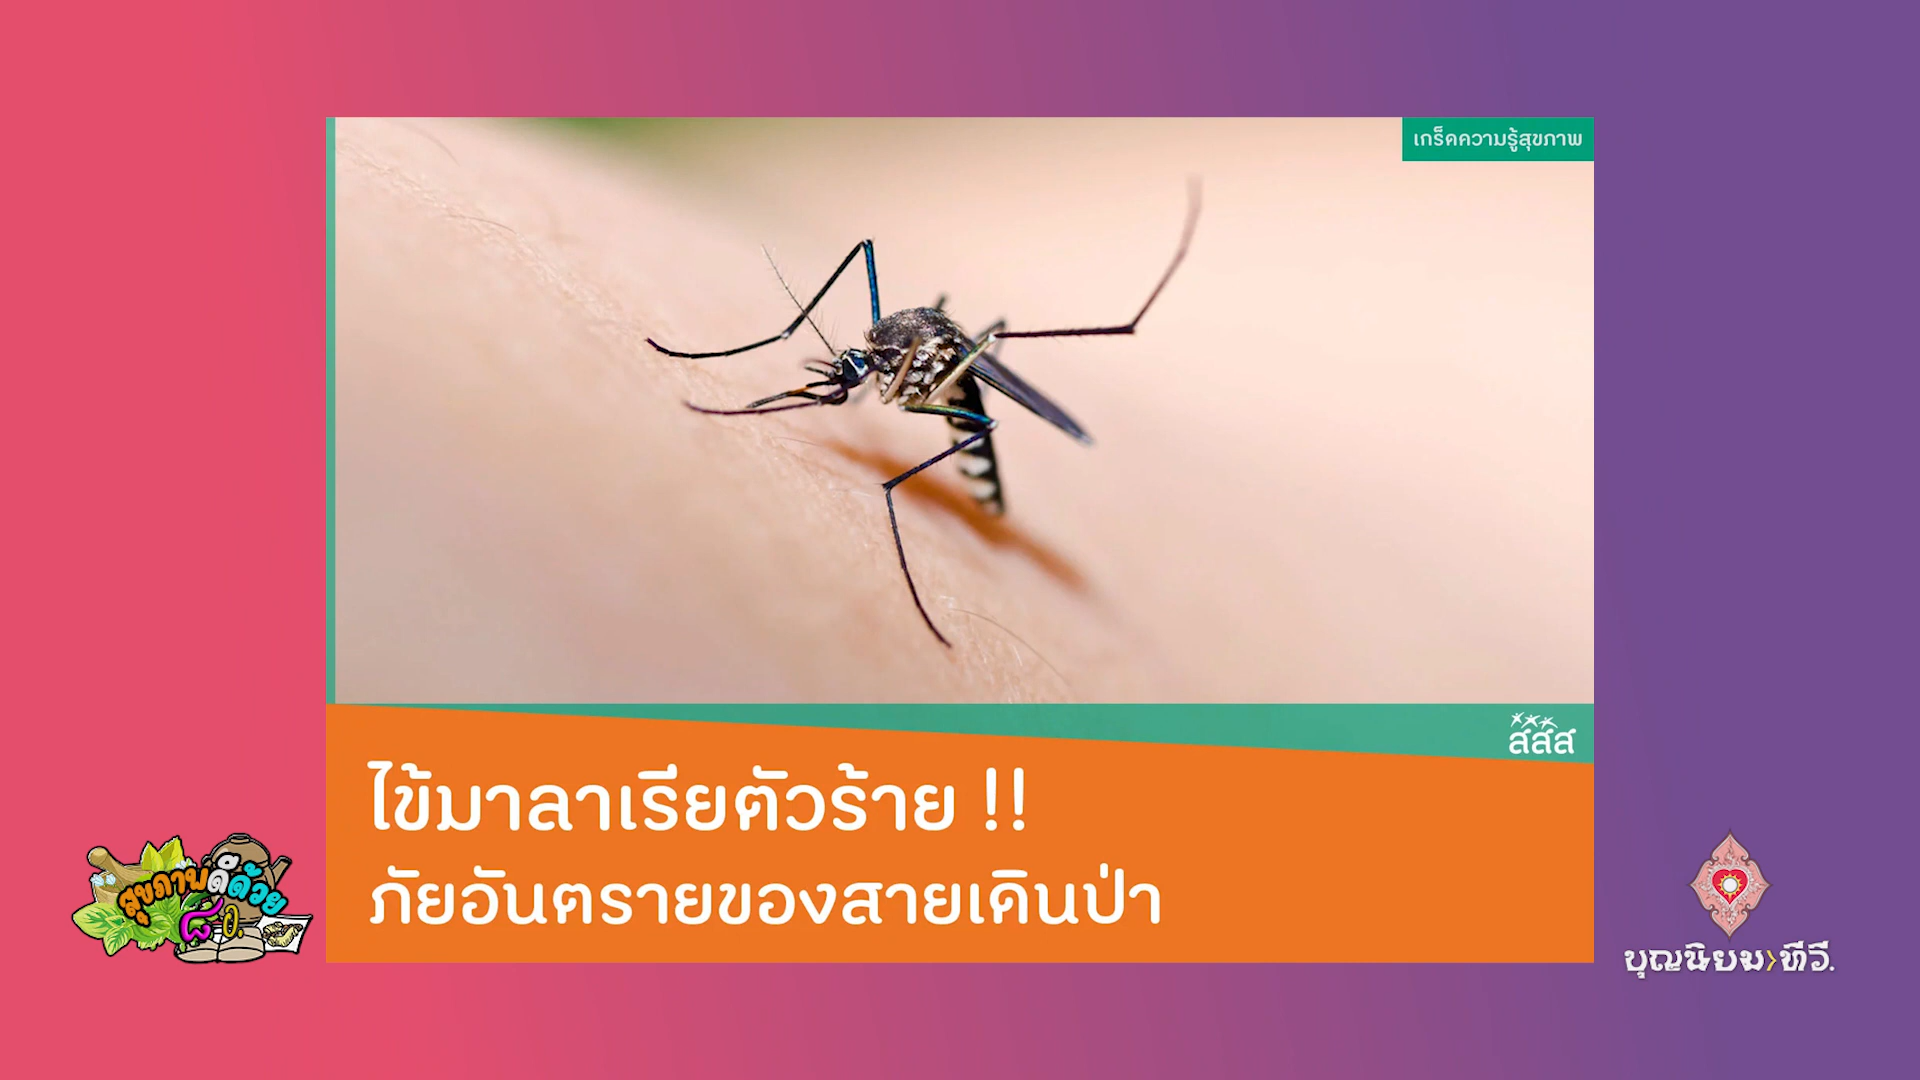 เกร็ดความรู้สุขภาพ
สสส
ไข้มาลาเรียตัวร้าย !!
ภัยอันตรายของสายเดินป่า
สุขภาพดีด้วย
๘ อ.
บุญนิยม>ทีวี.